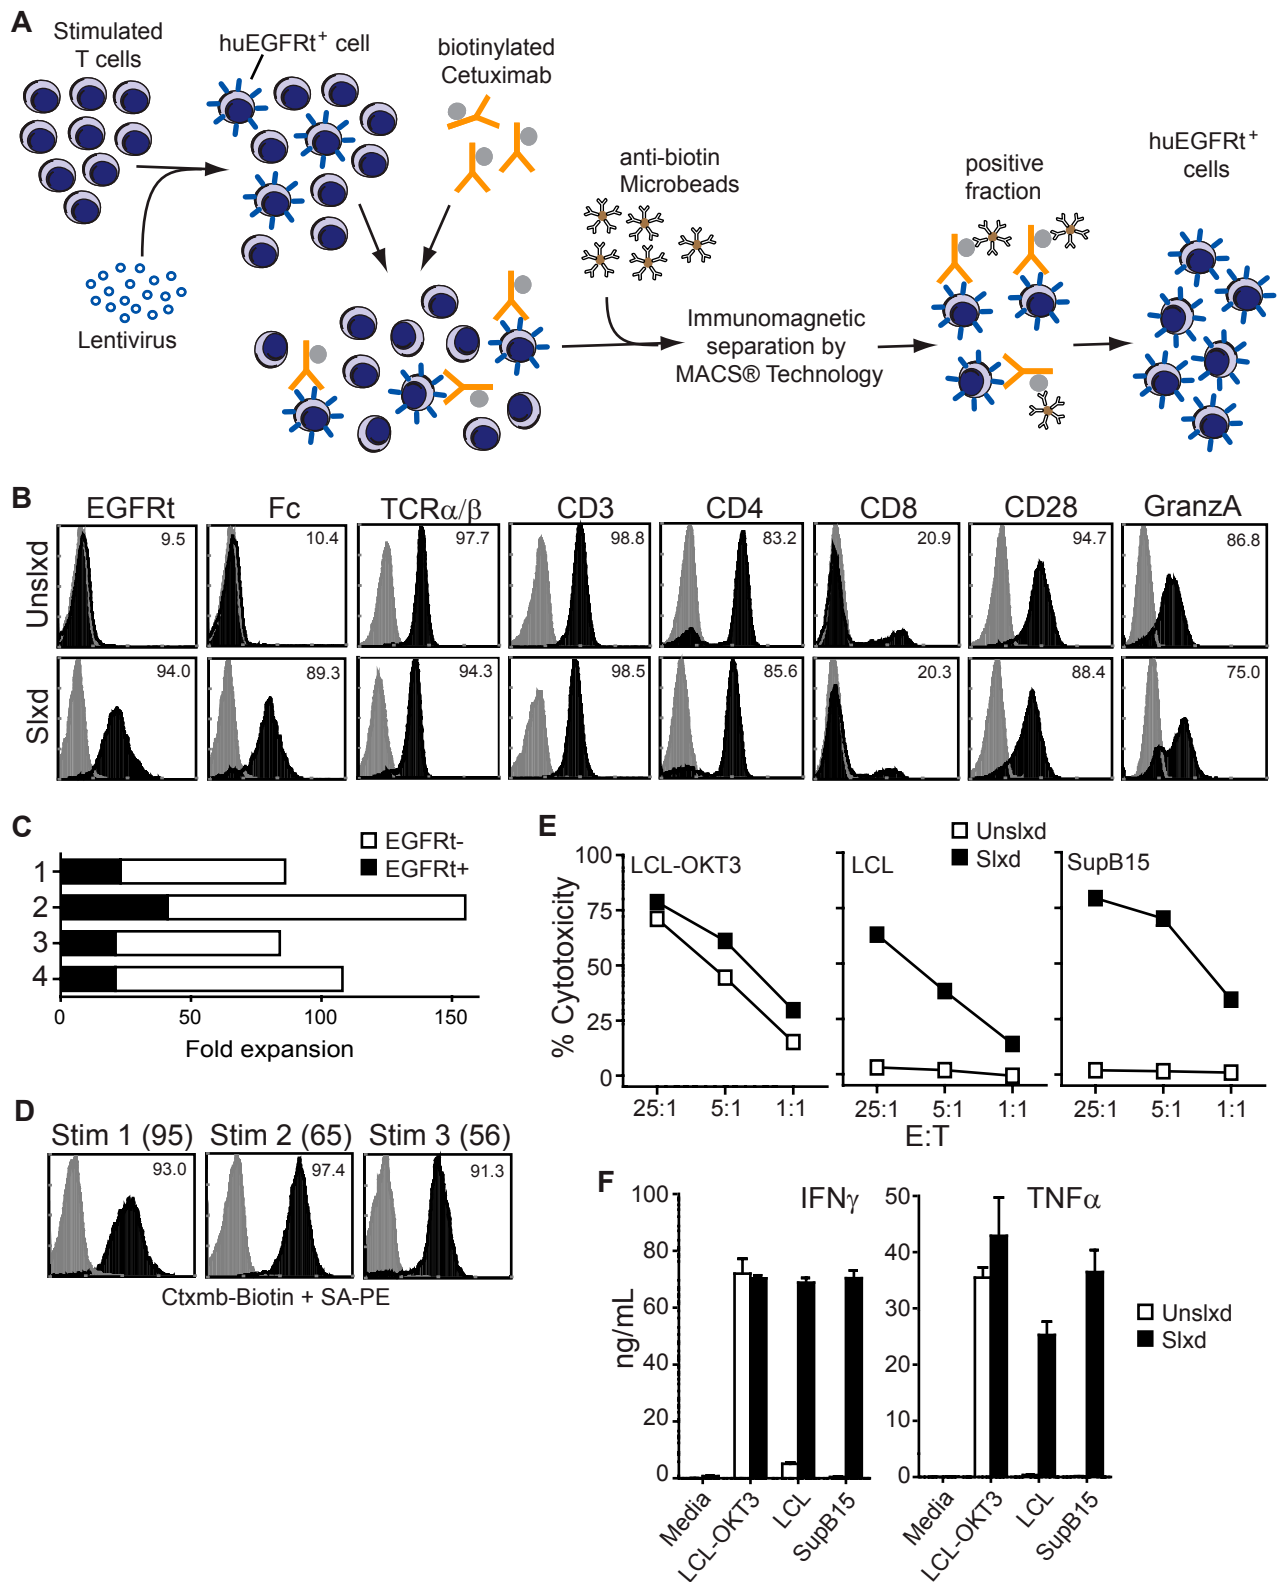 A
Stimulated
T cells
huEGFRt+ cell
biotinylated
Cetuximab
anti-biotin
Microbeads
positive
fraction
huEGFRt+
cells
Lentivirus
Immunomagnetic
separation by
MACS® Technology
B
EGFRt Fc TCRα/β CD3 CD4 CD8 CD28 GranzA
Unslxd
9.5 10.4 97.7 98.8 83.2 20.9 94.7 86.8
Slxd
94.0 89.3 94.3 98.5 85.6 20.3 88.4 75.0
C
EGFRt-
EGFRt+
1
2
3
4
0 50 100 150
Fold expansion
D
Stim 1 (95) Stim 2 (65) Stim 3 (56)
93.0 97.4 91.3
Ctxmb-Biotin + SA-PE
E
Unslxd
Slxd
LCL-OKT3 LCL SupB15
% Cytotoxicity
100
75
50
25
0
25:1 5:1 1:1 25:1 5:1 1:1 25:1 5:1 1:1
E:T
F
IFNγ
ng/mL
100
80
60
40
20
0
Media LCL-OKT3 LCL SupB15
TNFα
50
40
30
20
10
0
Media LCL-OKT3 LCL SupB15
Unslxd
Slxd